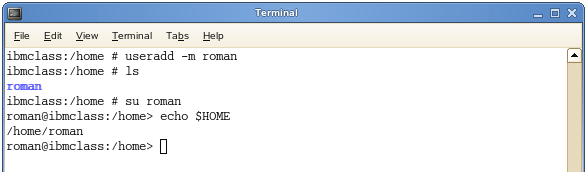 Terminal
File Edit View Terminal Tabs Help
ibmclass:/home # useradd -m roman
ibmclass:/home # ls
roman
ibmclass:/home # su roman
roman@ibmclass:/home> echo $HOME
/home/roman
roman@ibmclass:/home>